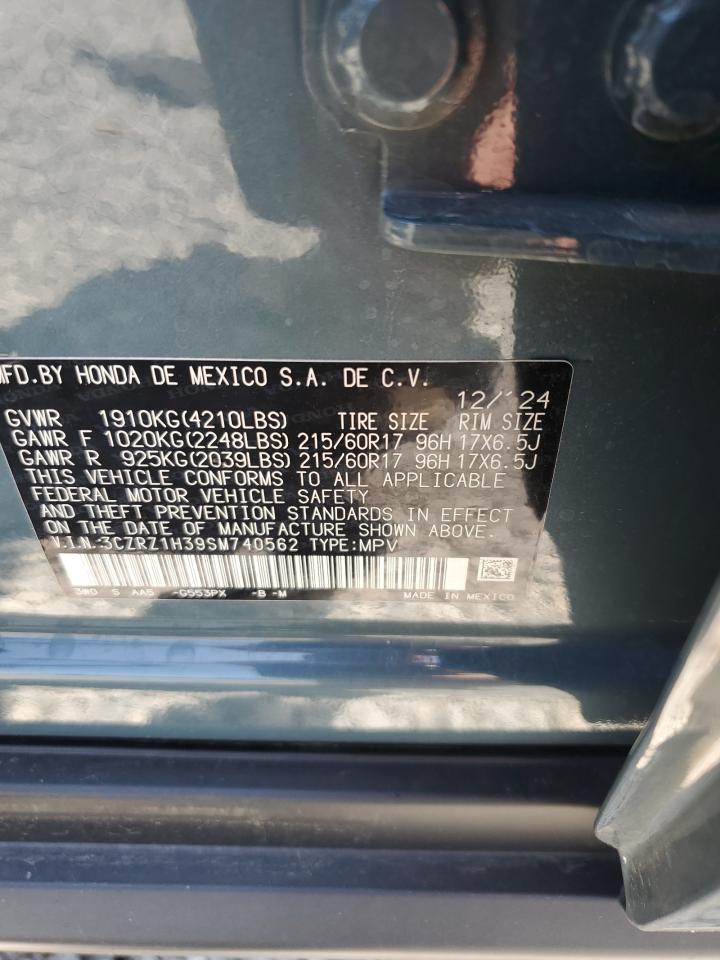 MFD.BY HONDA DE MEXICO S.A. DE C.V.
12/'24
GVWR 1910KG(4210LBS) TIRE SIZE RIM SIZE
GAWR F 1020KG(2248LBS) 215/60R17 96H 17X6.5J
GAWR R 925KG(2039LBS) 215/60R17 96H 17X6.5J
THIS VEHICLE CONFORMS TO ALL APPLICABLE
FEDERAL MOTOR VEHICLE SAFETY
AND THEFT PREVENTION STANDARDS IN EFFECT
ON THE DATE OF MANUFACTURE SHOWN ABOVE.
V.I.N.:3CZRZ1H39SM740562 TYPE:MPV
3W0 S AA5 -G553PX -B -M MADE IN MEXICO